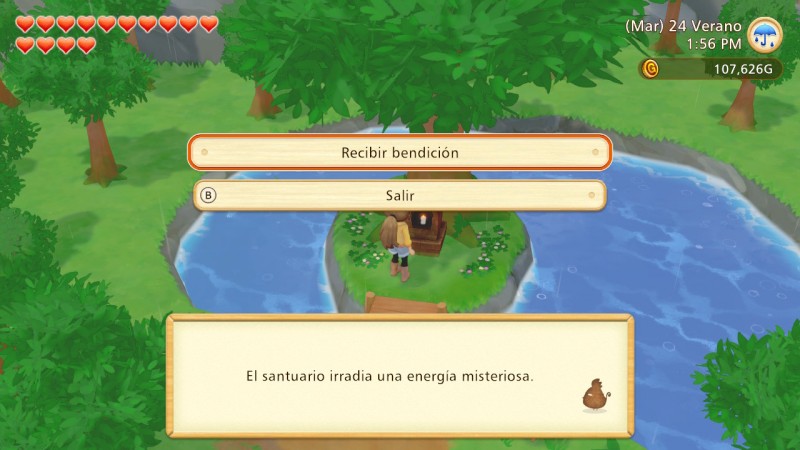 (Mar) 24 Verano
1:56 PM
G 107,626G
Recibir bendición
B Salir
El santuario irradia una energía misteriosa.